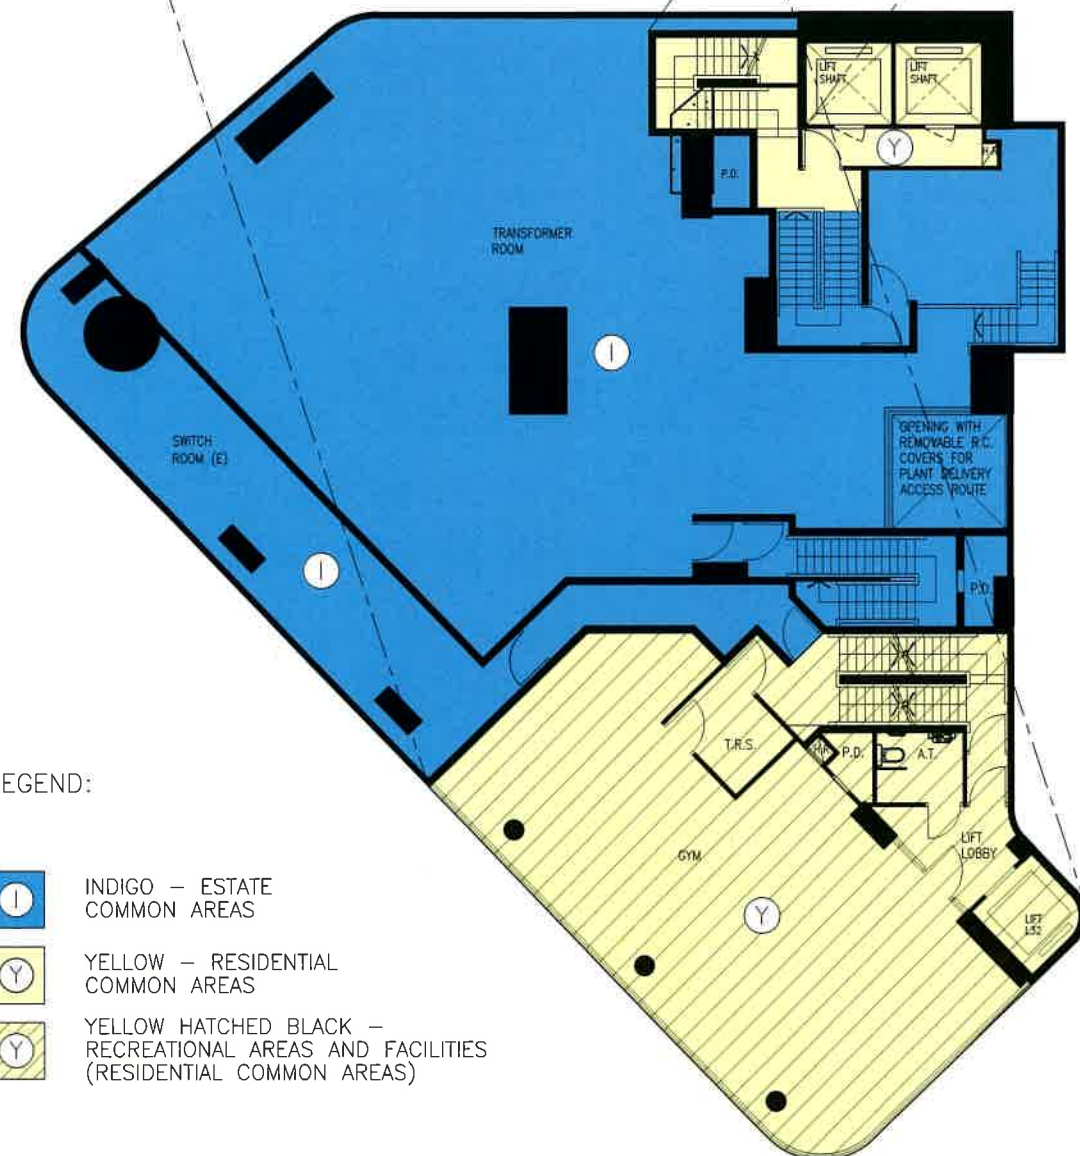 LIFT
SHAFT
LIFT
SHAFT
Y
H.R.
P.D.
TRANSFORMER
ROOM
I
OPENING WITH
REMOVABLE R.C.
COVERS FOR
PLANT DELIVERY
ACCESS ROUTE
SWITCH
ROOM (E)
I
P.D.
T.R.S.
H.R.
P.D.
A.T.
LIFT
LOBBY
GYM
Y
LIFT
L32
EGEND:
I
INDIGO – ESTATE
COMMON AREAS
Y
YELLOW – RESIDENTIAL
COMMON AREAS
Y
YELLOW HATCHED BLACK –
RECREATIONAL AREAS AND FACILITIES
(RESIDENTIAL COMMON AREAS)